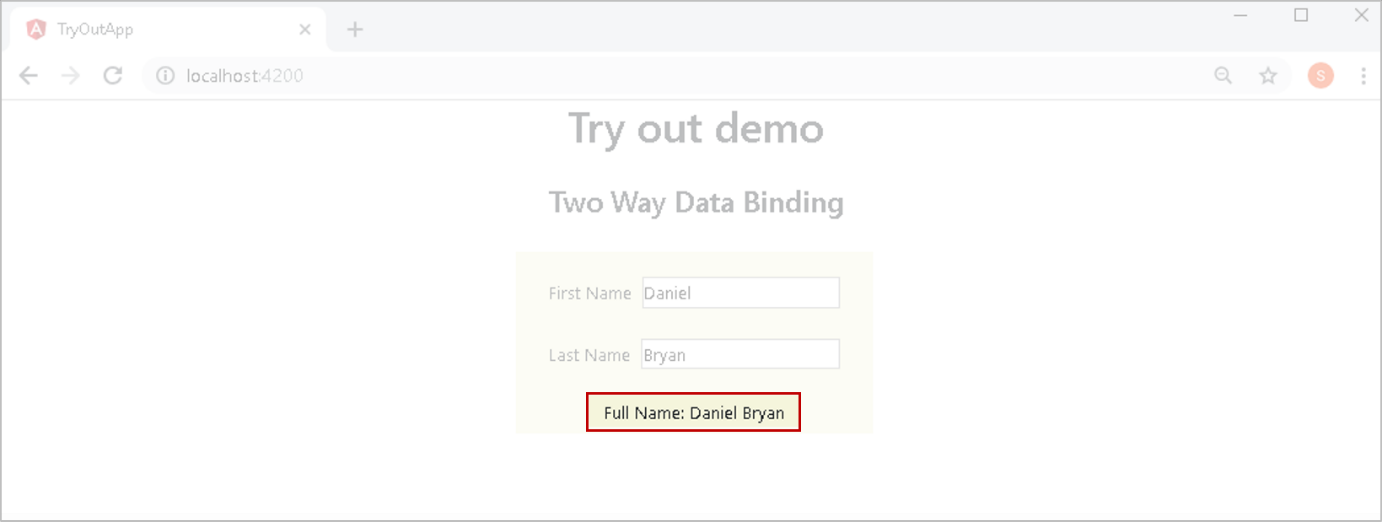 TryOutApp
localhost:4200
S
Try out demo
Two Way Data Binding
First Name Daniel
Last Name Bryan
Full Name: Daniel Bryan